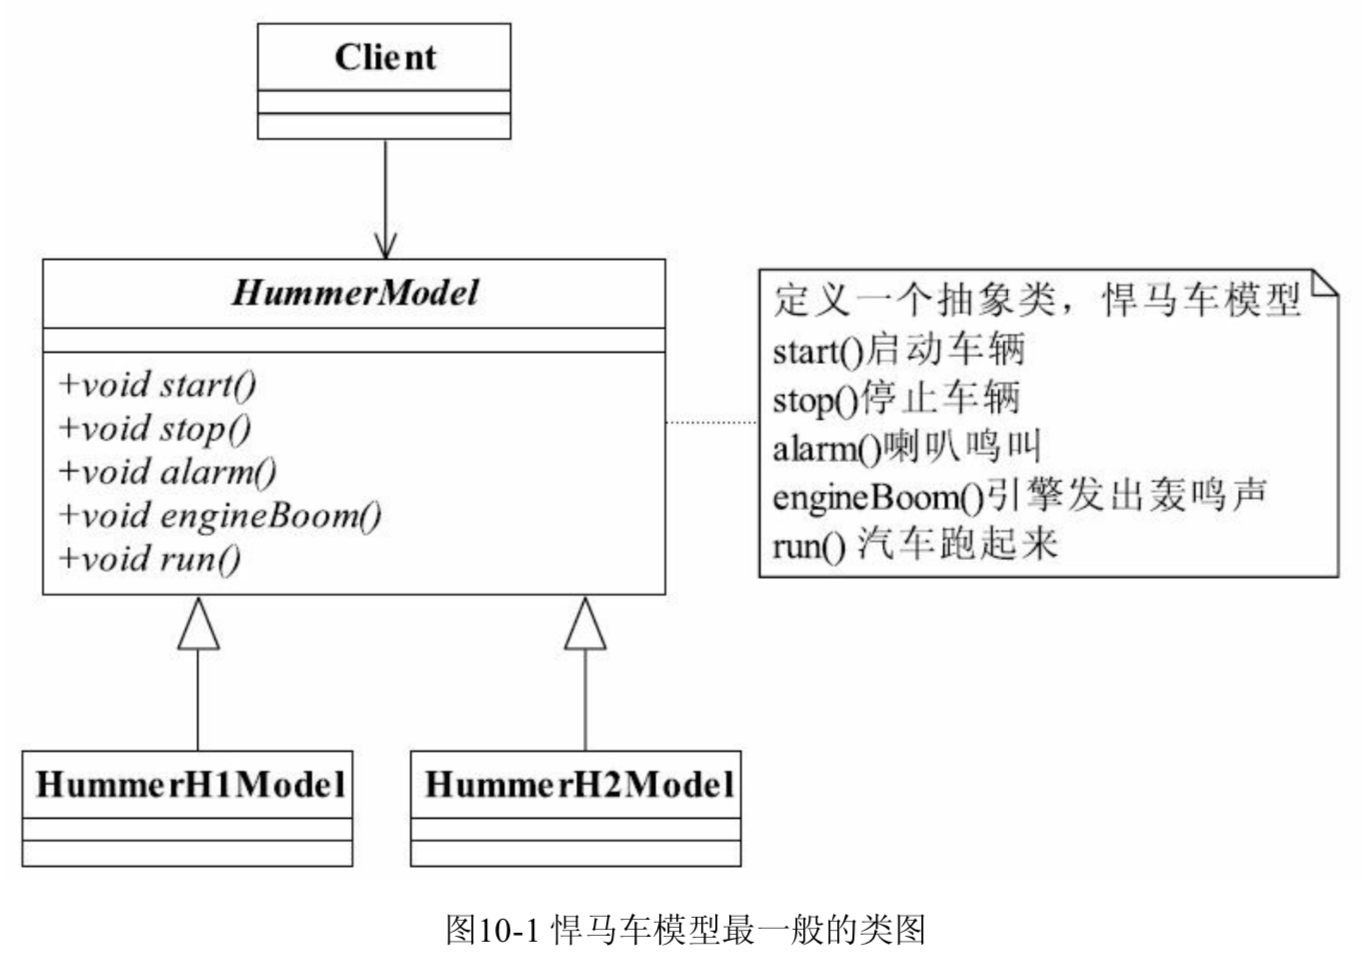 Client
HummerModel
+void start()
+void stop()
+void alarm()
+void engineBoom()
+void run()
定义一个抽象类，悍马车模型
start()启动车辆
stop()停止车辆
alarm()喇叭鸣叫
engineBoom()引擎发出轰鸣声
run() 汽车跑起来
HummerH1Model
HummerH2Model
图10-1 悍马车模型最一般的类图